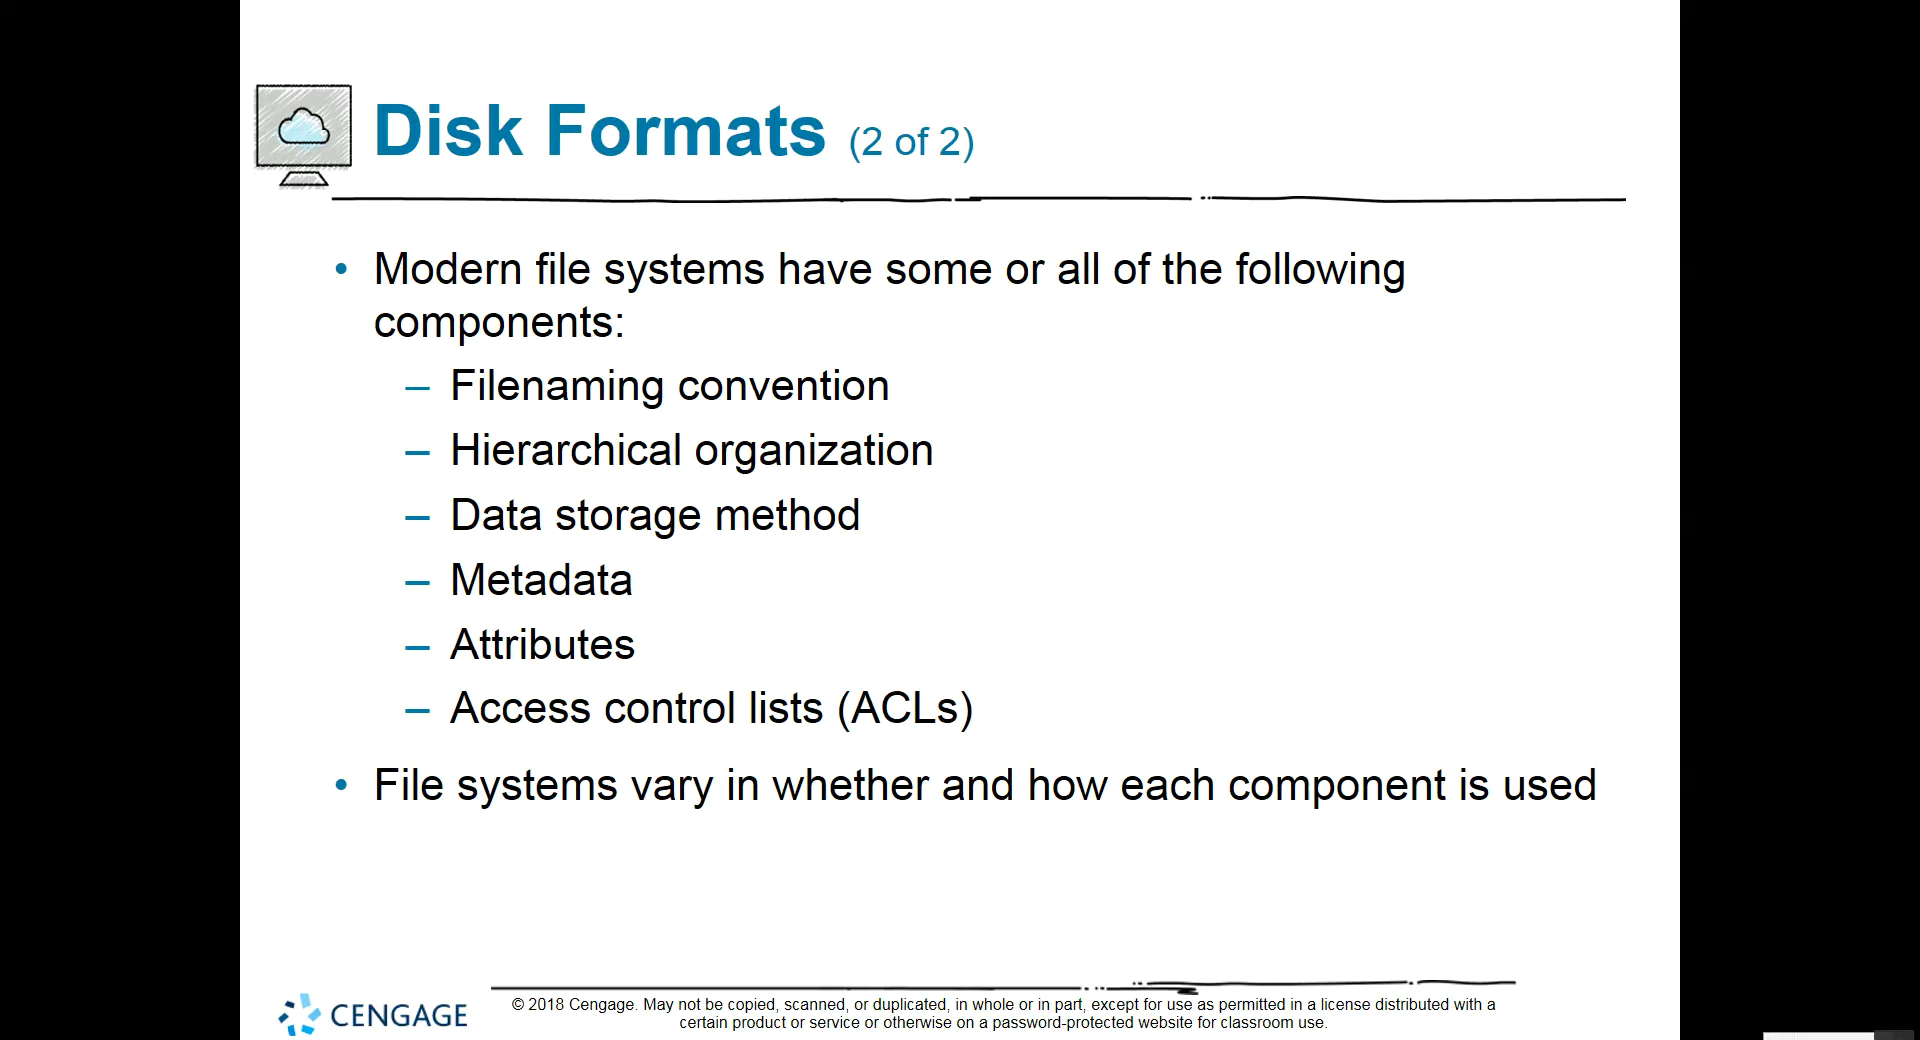 Disk Formats (2 of 2)
• Modern file systems have some or all of the following
components:
– Filenaming convention
– Hierarchical organization
– Data storage method
– Metadata
– Attributes
– Access control lists (ACLs)
• File systems vary in whether and how each component is used
CENGAGE
© 2018 Cengage. May not be copied, scanned, or duplicated, in whole or in part, except for use as permitted in a license distributed with a
certain product or service or otherwise on a password-protected website for classroom use.